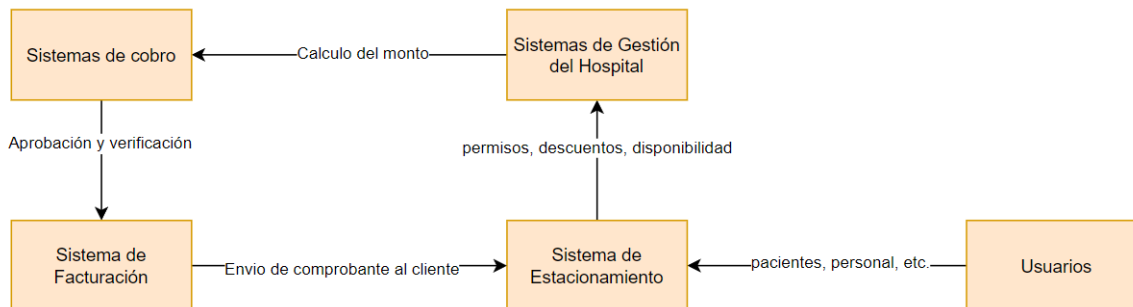 Sistemas de cobro
Calculo del monto
Sistemas de Gestión
del Hospital
Aprobación y verificación
permisos, descuentos, disponibilidad
Sistema de
Facturación
Envio de comprobante al cliente
Sistema de
Estacionamiento
pacientes, personal, etc.
Usuarios